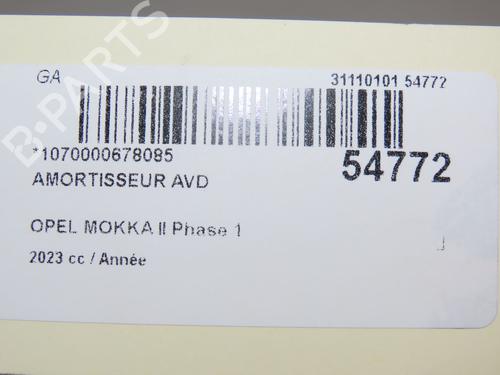 B-PARTS
GA 31110101 54772
*1070000678085 54772
AMORTISSEUR AVD
OPEL MOKKA II Phase 1
2023 cc / Année